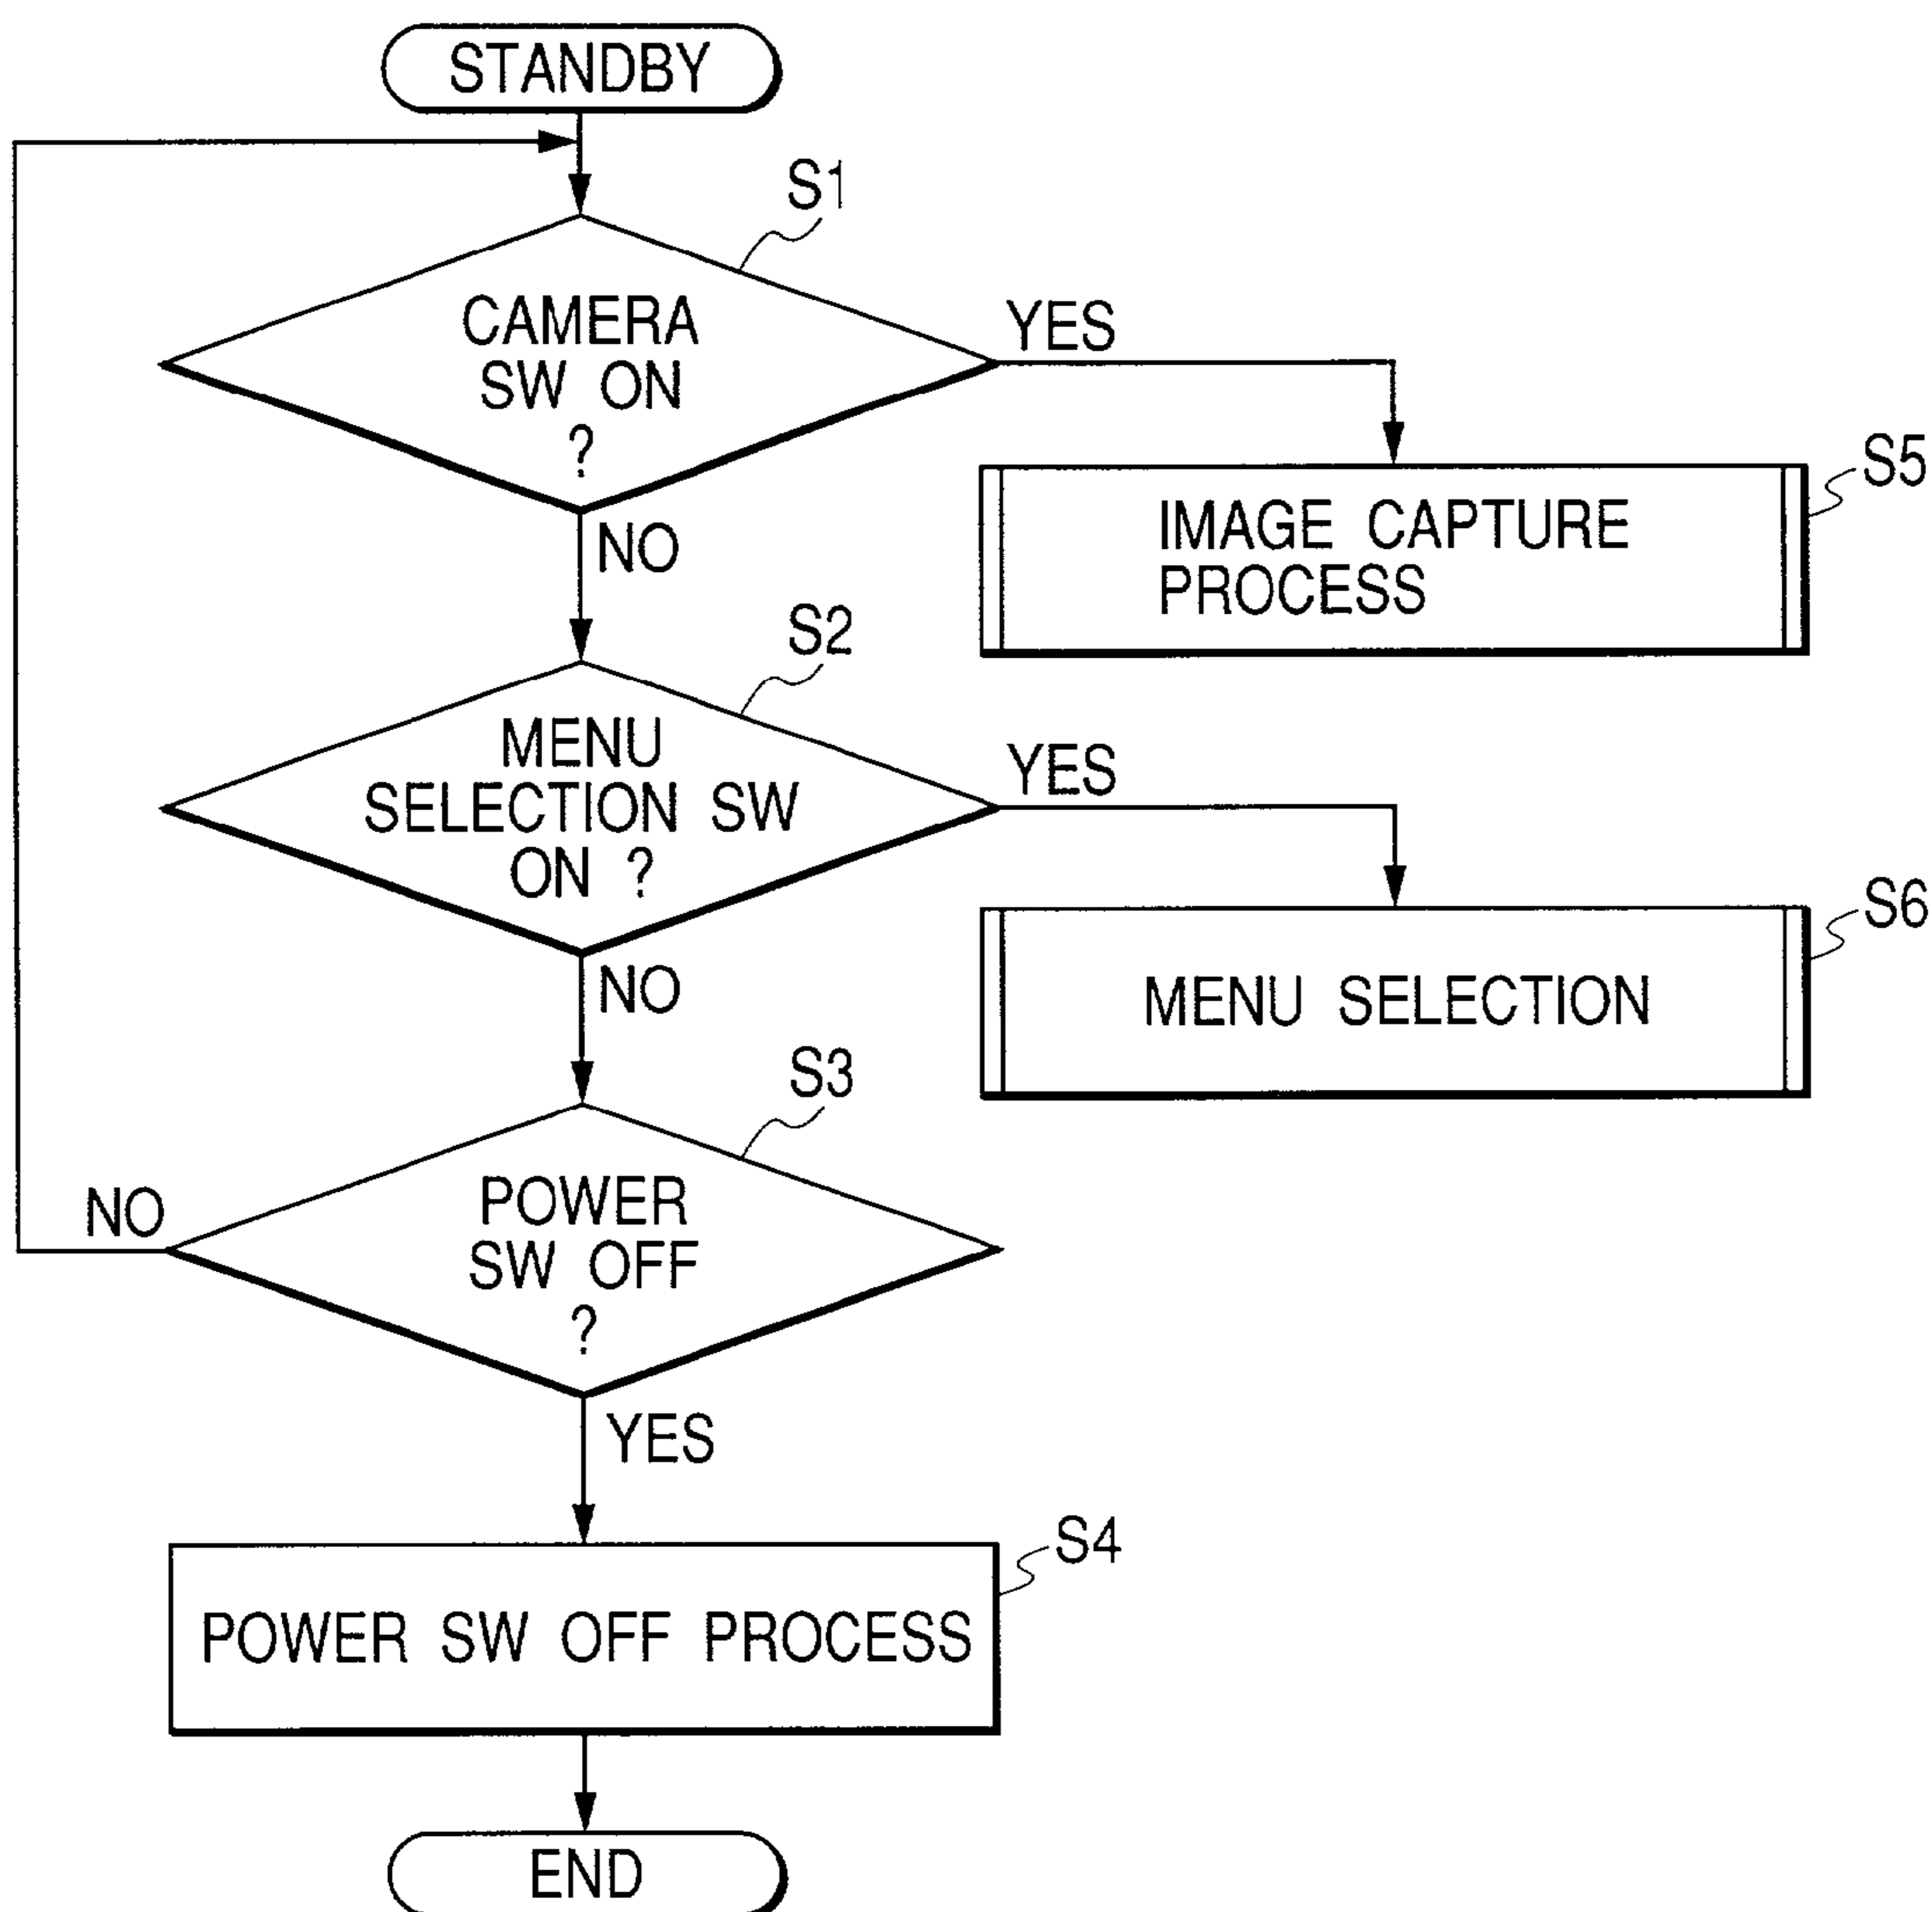 STANDBY
S1
CAMERA
SW ON
?
YES
NO
S5
IMAGE CAPTURE
PROCESS
S2
MENU
SELECTION SW
ON ?
YES
NO
S6
MENU SELECTION
S3
POWER
SW OFF
?
NO
YES
S4
POWER SW OFF PROCESS
END